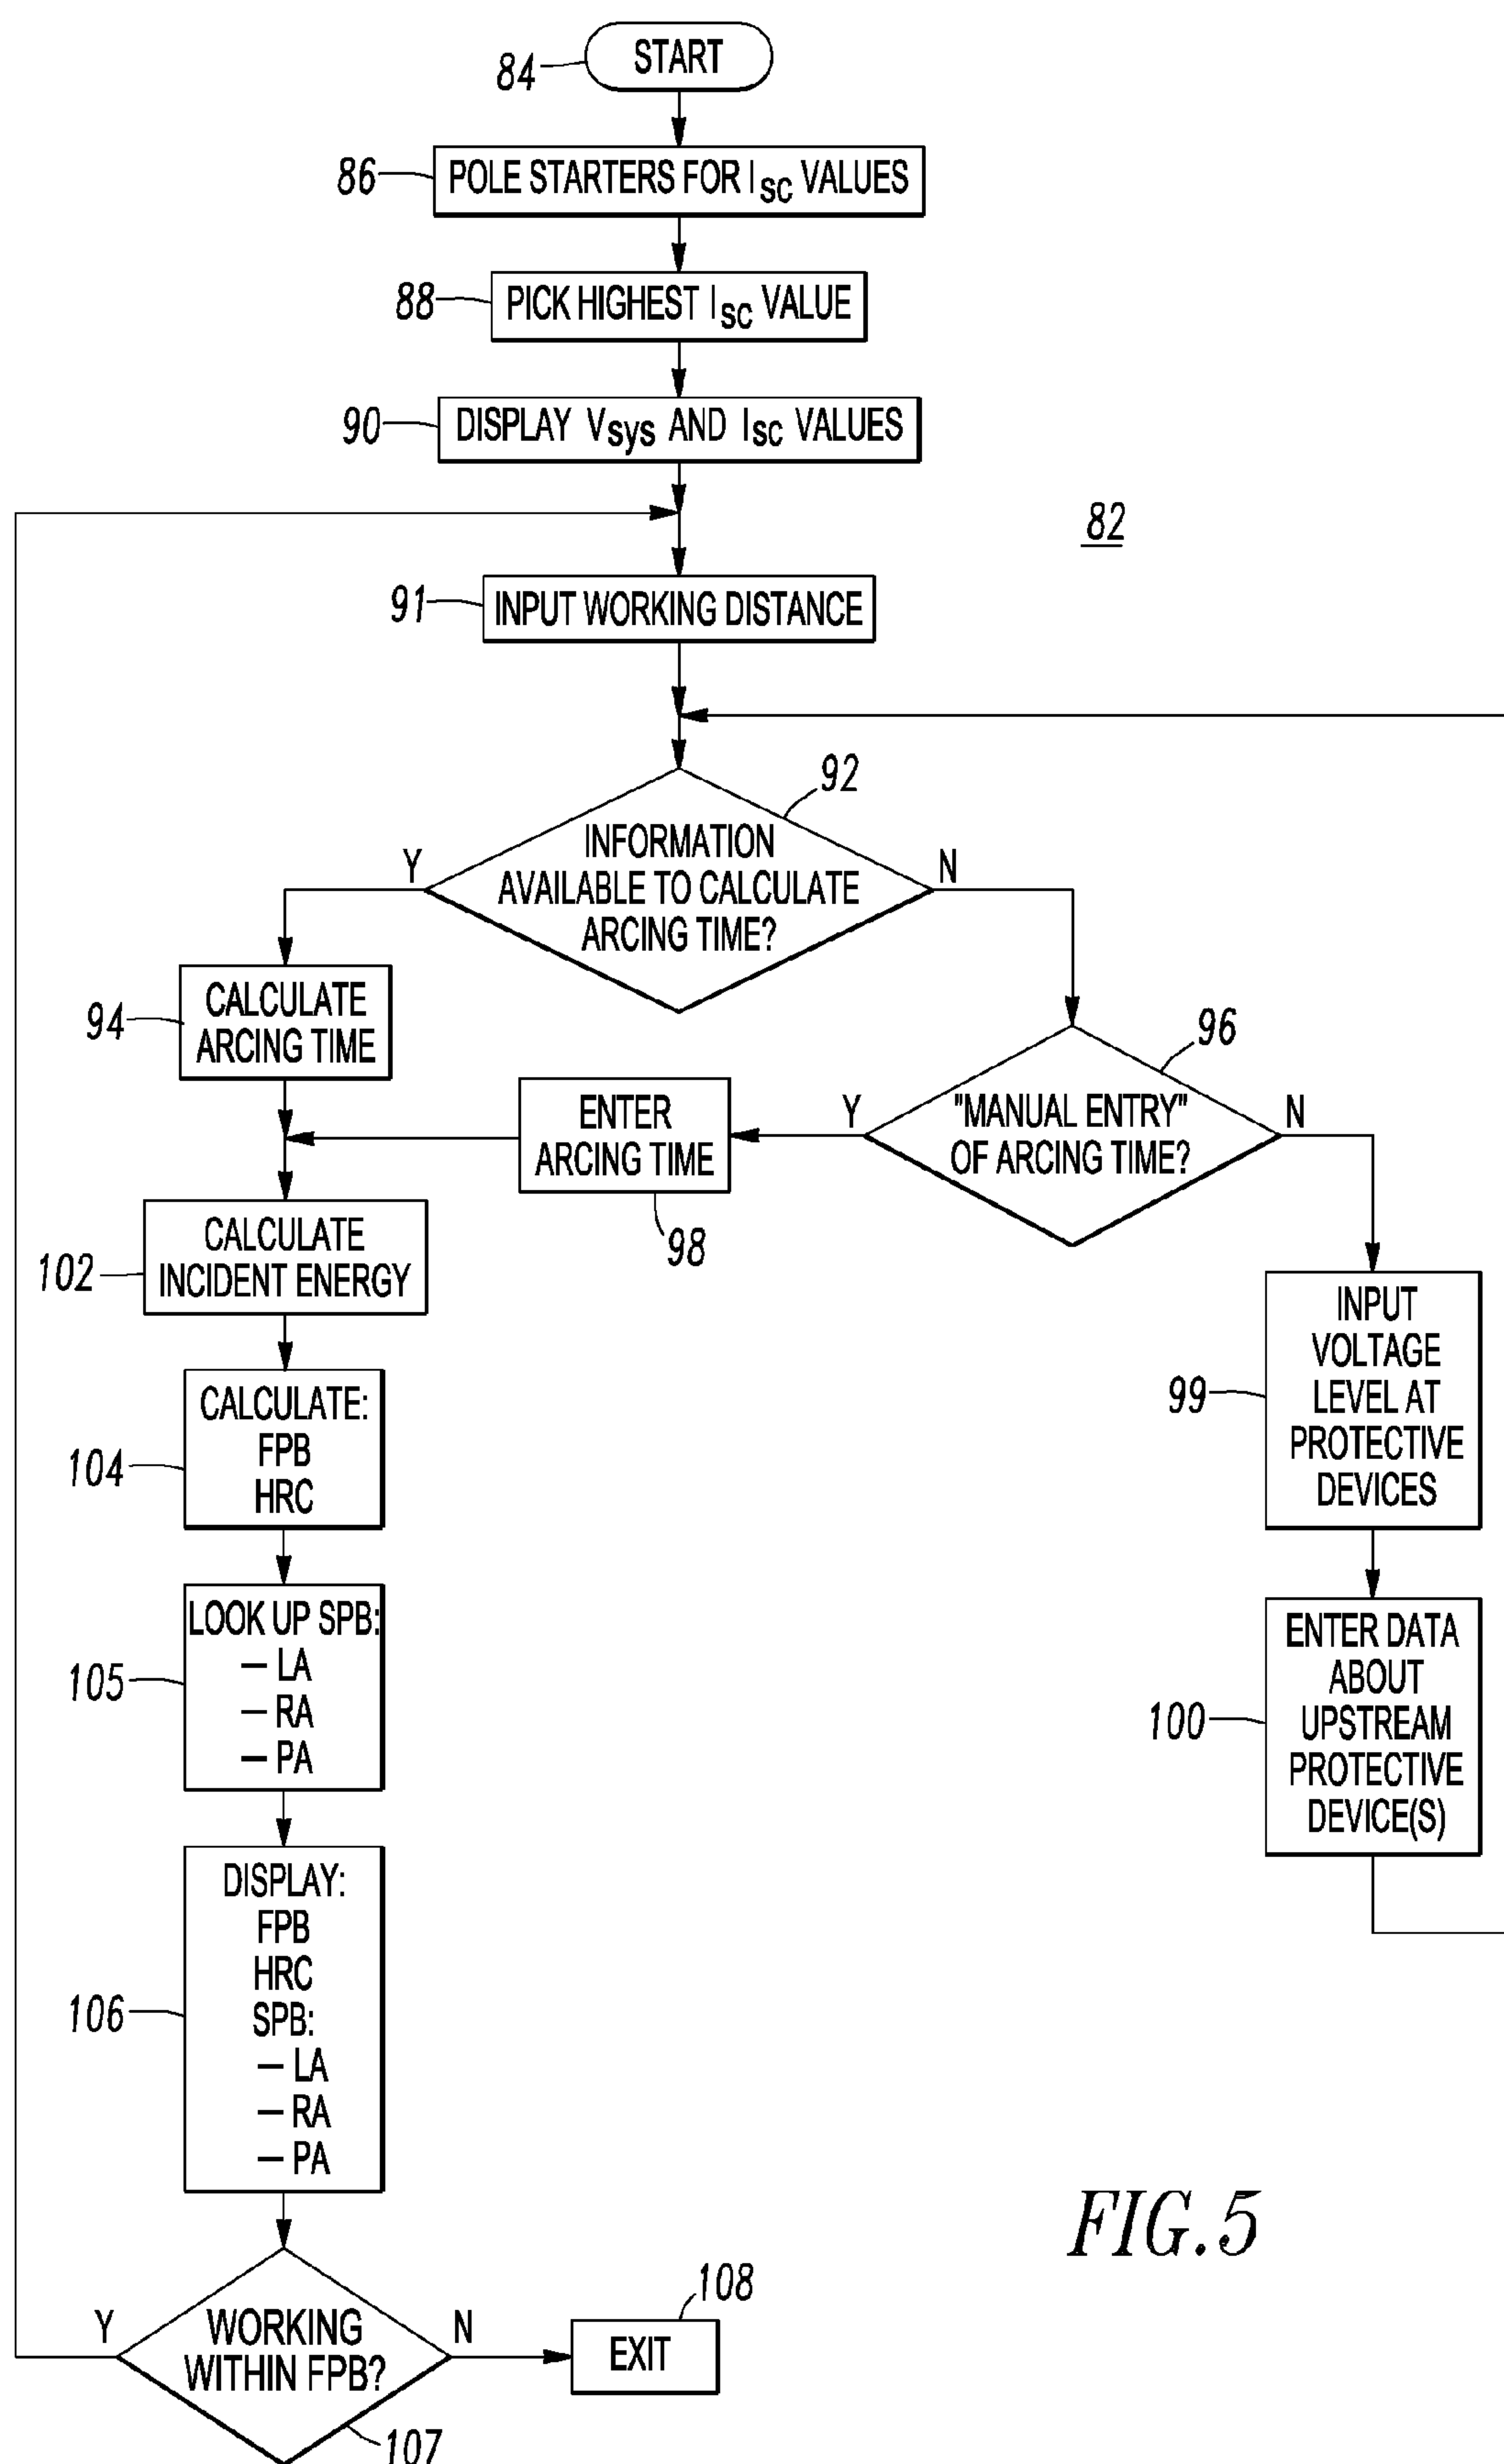 START
84
POLE STARTERS FOR Isc VALUES
86
PICK HIGHEST Isc VALUE
88
DISPLAY Vsys AND Isc VALUES
90
82
INPUT WORKING DISTANCE
91
92
INFORMATION
AVAILABLE TO CALCULATE
ARCING TIME?
Y
N
CALCULATE
ARCING TIME
94
96
"MANUAL ENTRY"
OF ARCING TIME?
Y
N
ENTER
ARCING TIME
98
CALCULATE
INCIDENT ENERGY
102
INPUT
VOLTAGE
LEVEL AT
PROTECTIVE
DEVICES
99
CALCULATE:
FPB
HRC
104
LOOK UP SPB:
— LA
— RA
— PA
105
ENTER DATA
ABOUT
UPSTREAM
PROTECTIVE
DEVICE(S)
100
DISPLAY:
FPB
HRC
SPB:
— LA
— RA
— PA
106
FIG.5
WORKING
WITHIN FPB?
Y
N
107
EXIT
108